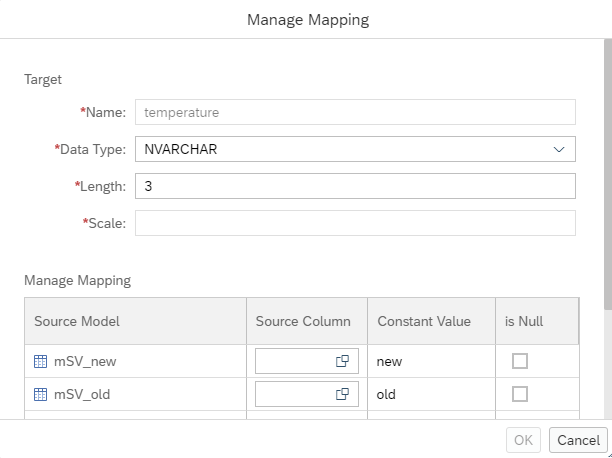 Manage Mapping
Target
*Name: temperature
*Data Type: NVARCHAR
*Length: 3
*Scale:
Manage Mapping
Source Model Source Column Constant Value is Null
mSV_new new
mSV_old old
OK Cancel